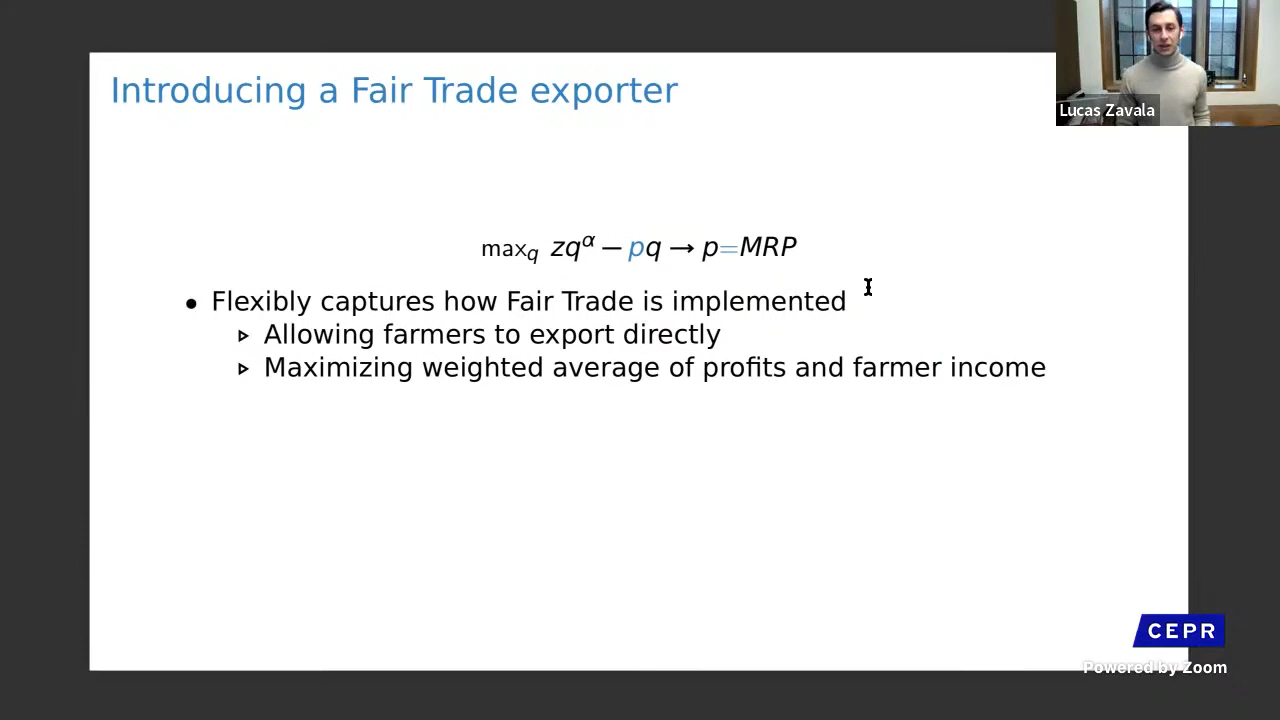 Introducing a Fair Trade exporter
Lucas Zavala
max_q zq^α − pq → p=MRP
• Flexibly captures how Fair Trade is implemented
▹ Allowing farmers to export directly
▹ Maximizing weighted average of profits and farmer income
CEPR
Powered by Zoom